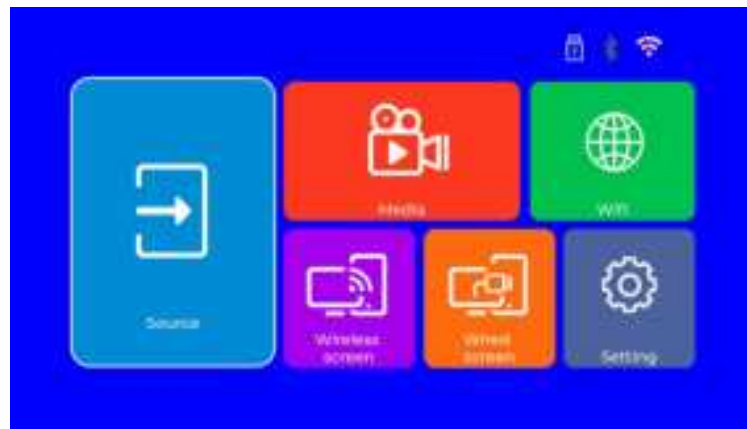 Source
Media
Wifi
Wireless
screen
Wired
screen
Setting